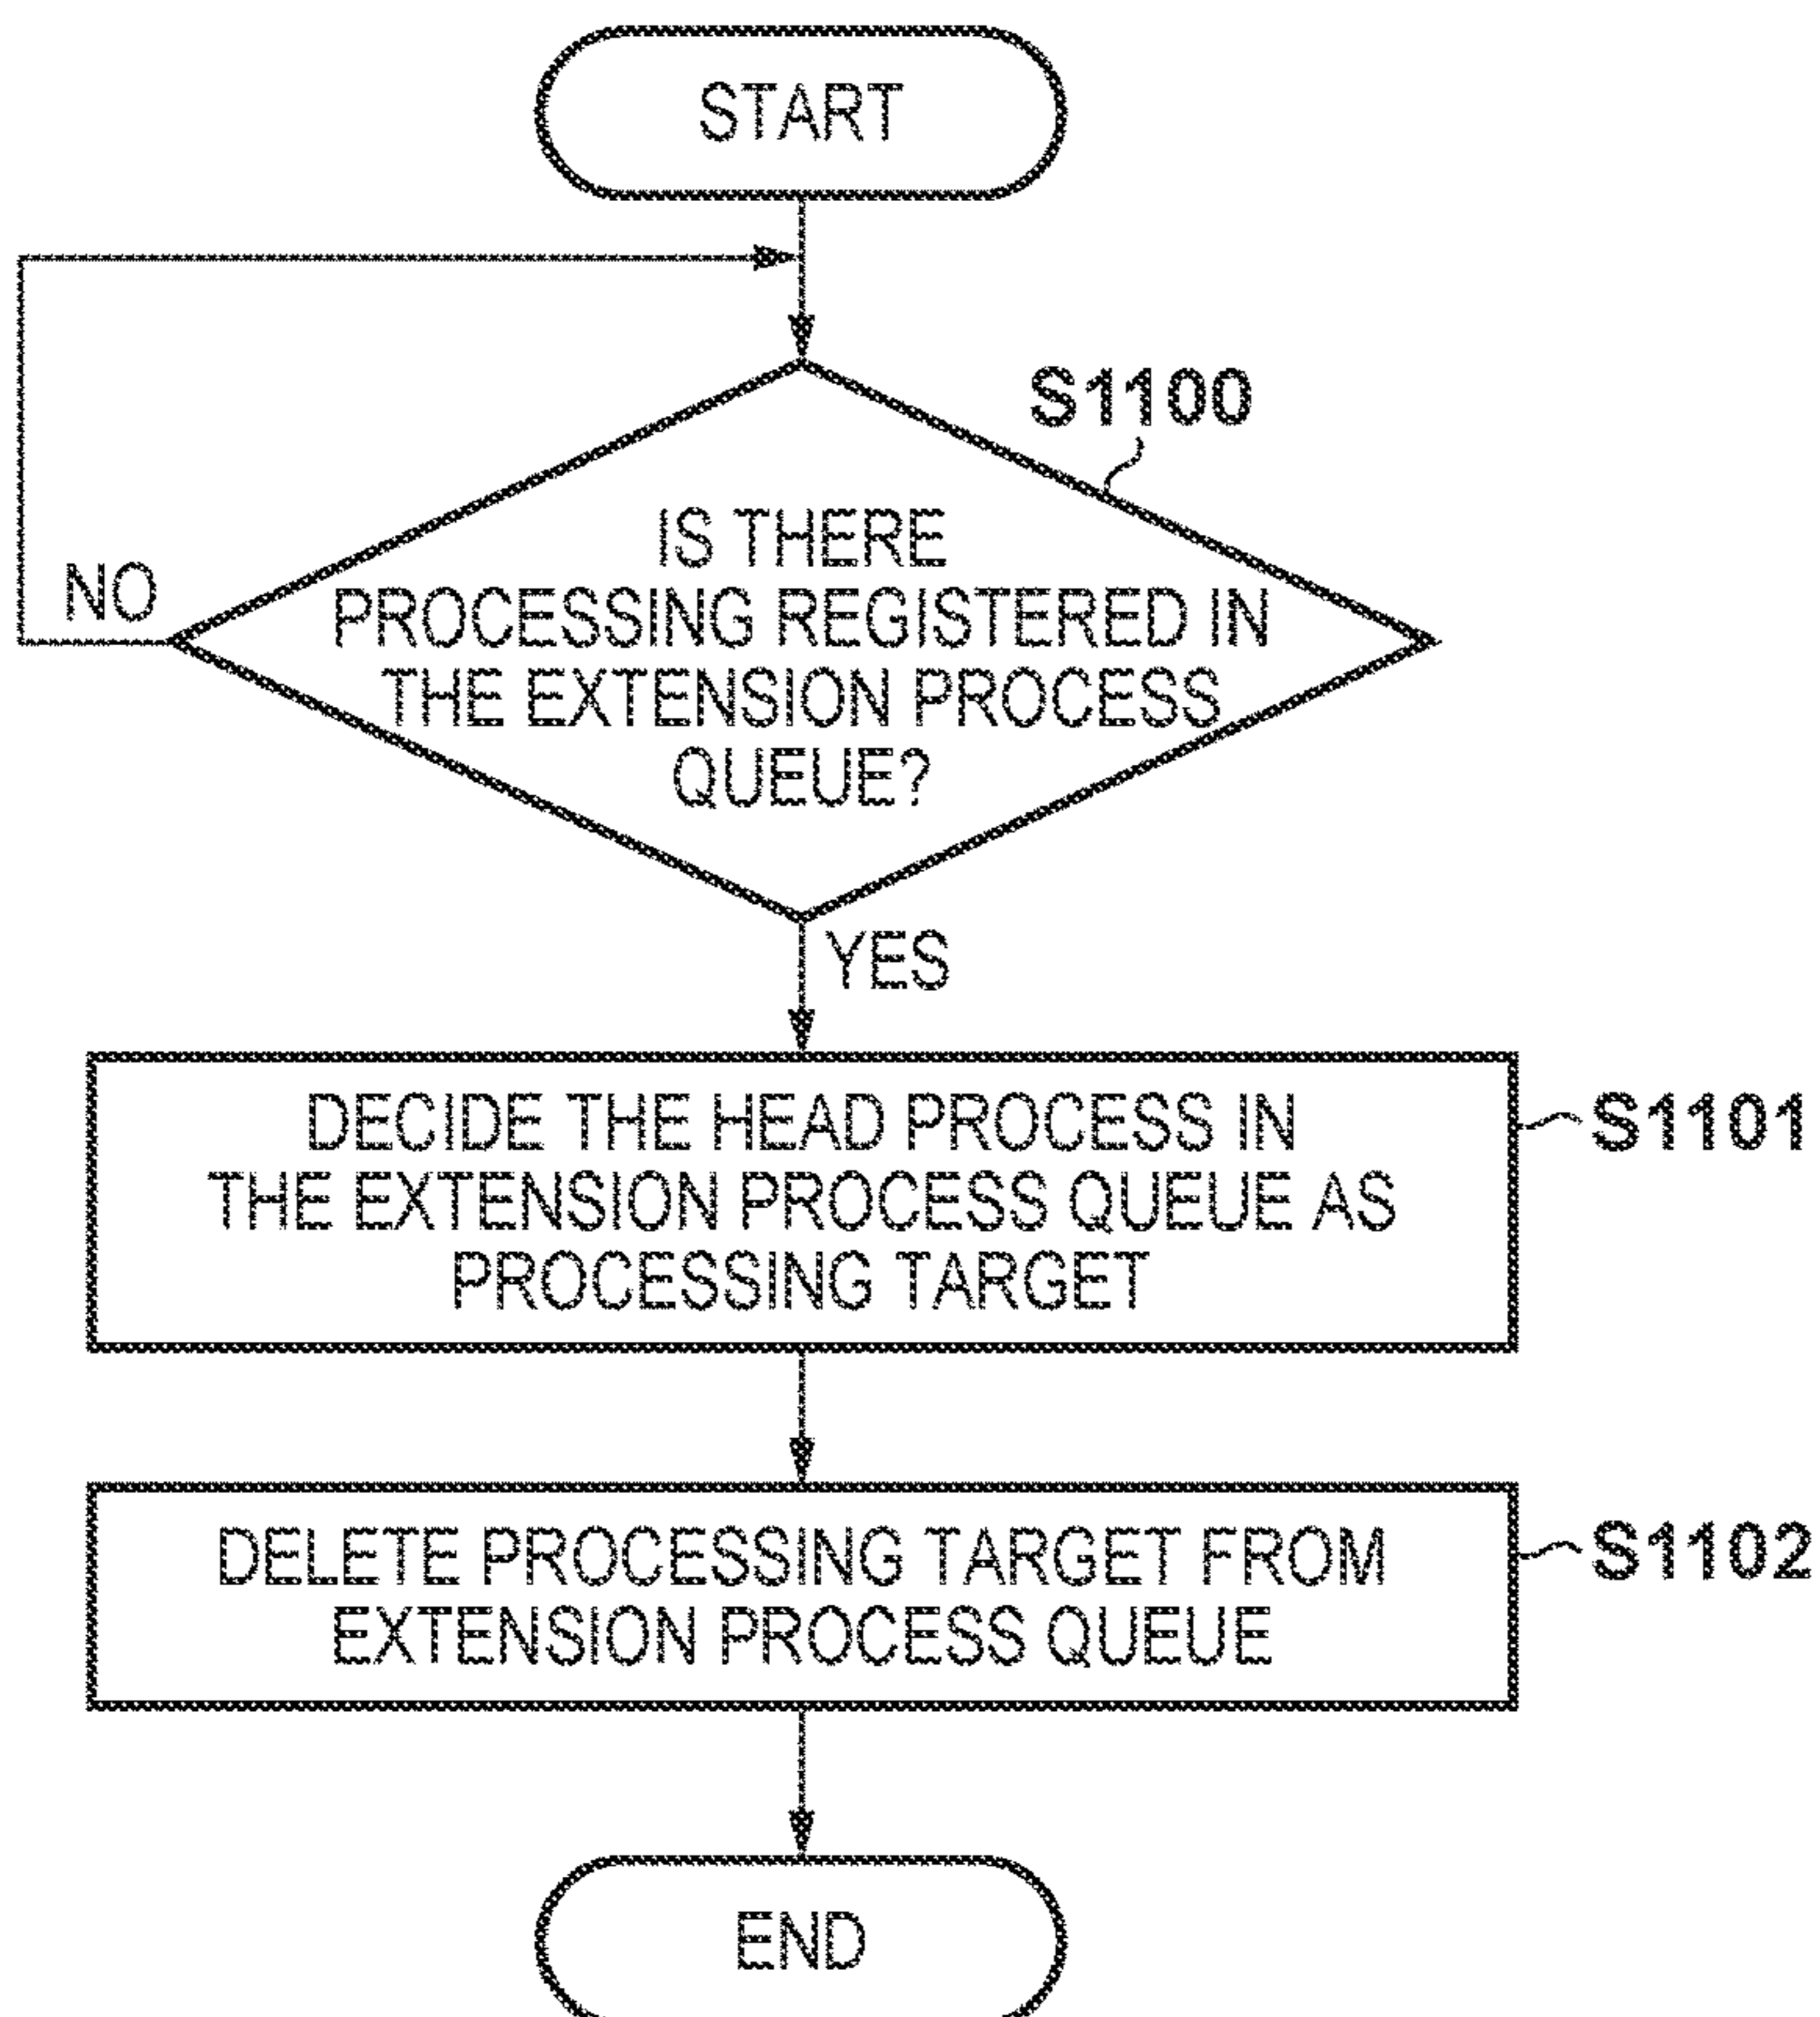 START
S1100
IS THERE
PROCESSING REGISTERED IN
THE EXTENSION PROCESS
QUEUE?
NO
YES
DECIDE THE HEAD PROCESS IN
THE EXTENSION PROCESS QUEUE AS
PROCESSING TARGET
S1101
DELETE PROCESSING TARGET FROM
EXTENSION PROCESS QUEUE
S1102
END